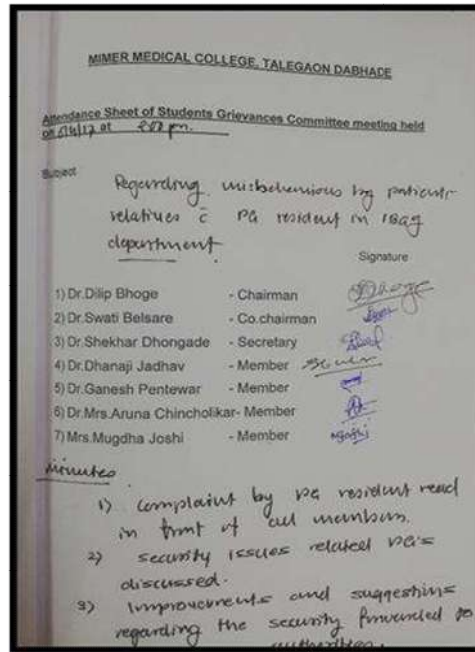 MIMER MEDICAL COLLEGE, TALEGAON DABHADE
Attendance Sheet of Students Grievances Committee meeting held
on at pm.
Subject
Regarding misbehavious by patients
relatives c̄ PG resident in
department.
Signature
1) Dr.Dilip Bhoge - Chairman
2) Dr.Swati Belsare - Co.chairman
3) Dr.Shekhar Dhongade - Secretary
4) Dr.Dhanaji Jadhav - Member
5) Dr.Ganesh Pentewar - Member
6) Dr.Mrs.Aruna Chincholikar- Member
7) Mrs.Mugdha Joshi - Member
Minutes
1) Complaint by PG resident read
in front of all members.
2) security issues related PG's
discussed.
3) Improvements and suggestions
regarding the security forwarded to
authorities.